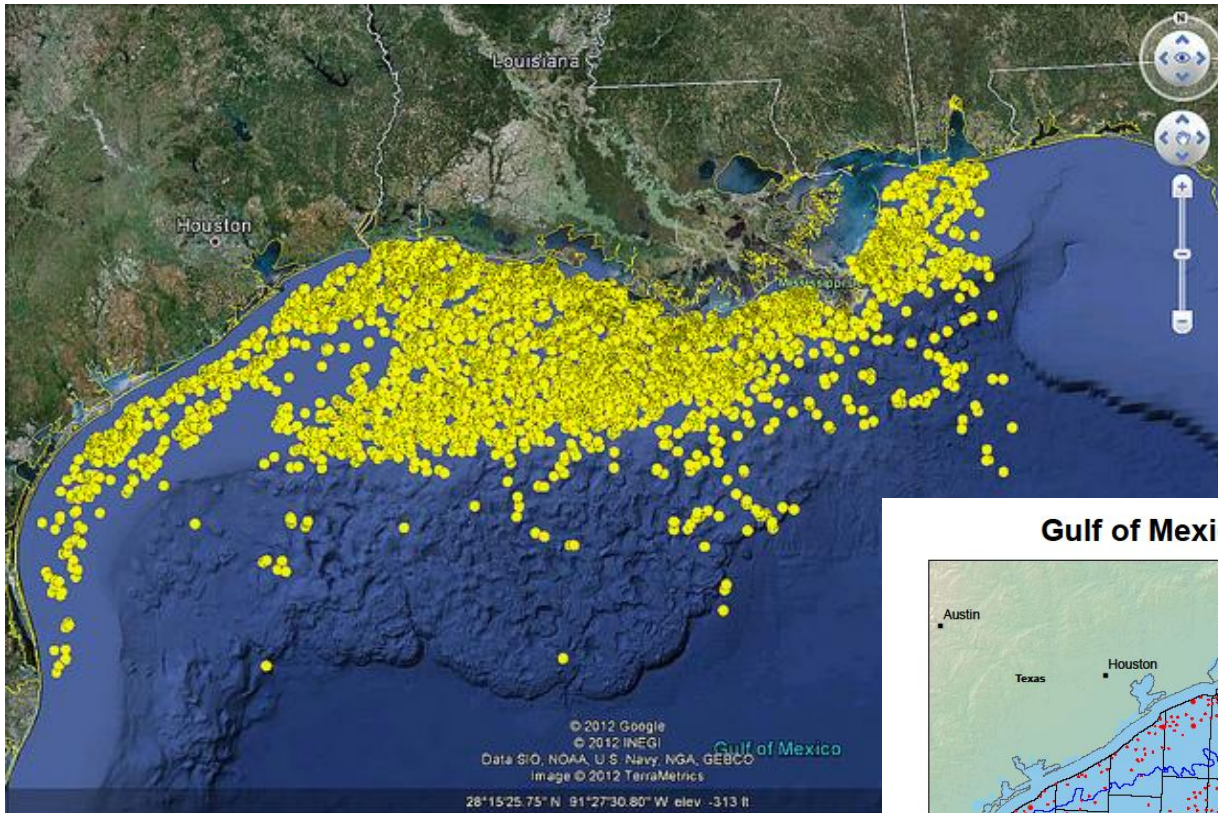 N
Louisiana
Houston
© 2012 Google
© 2012 INEGI
Data SIO, NOAA, U.S. Navy, NGA, GEBCO
Image © 2012 TerraMetrics
Gulf of Mexico
28°15'25.75" N 91°27'30.80" W elev -313 ft
Gulf of Mexi
Austin
Houston
Texas